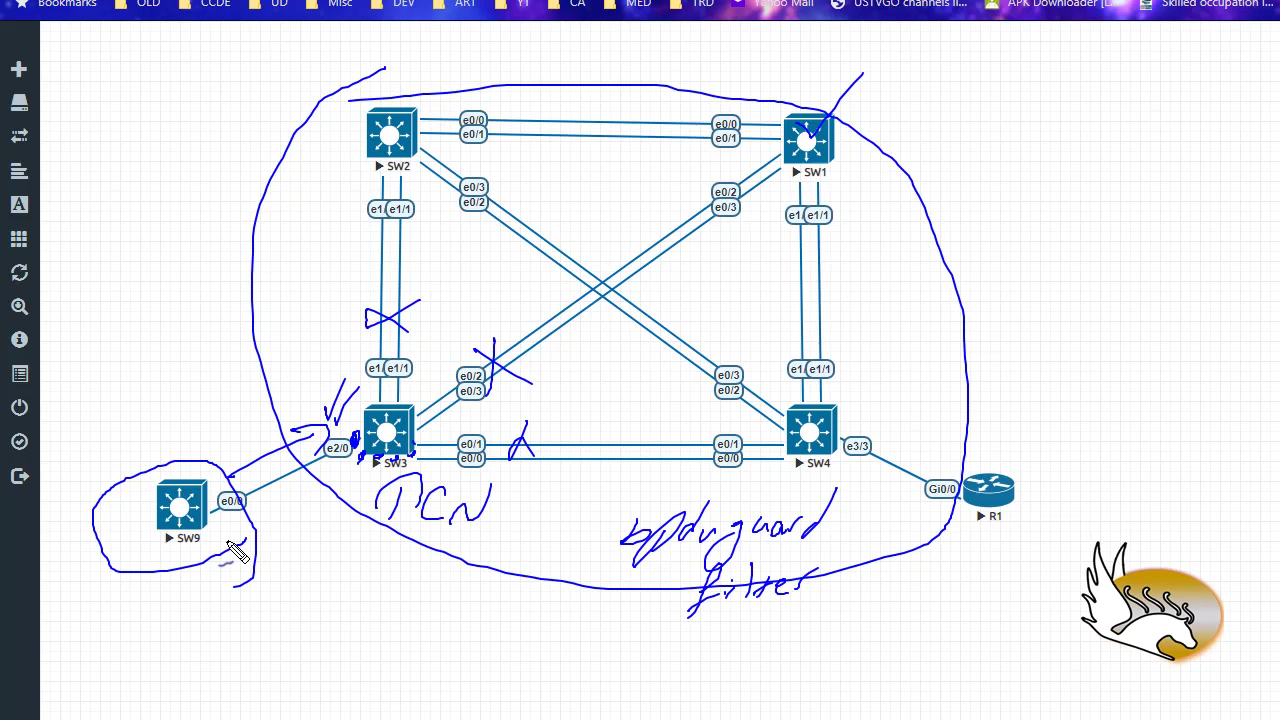 Bookmarks OLD CCDE UD Misc DEV ART YT CA MED TRD Yahoo Mail USTVGO channels li... APK Downloader [L... Skilled occupation l...
A
e0/0 e0/0
e0/1 e0/1
SW2 SW1
e0/3 e0/2
e0/2 e0/3
e1/ e1/1 e1/ e1/1
e1/ e1/1 e1/ e1/1
e0/2 e0/3
e0/3 e0/2
e2/0 e0/1 e0/1 e3/3
e0/0 e0/0
SW3 SW4
e0/0 Gi0/0
TCN
R1
SW9
bpduguard
filter